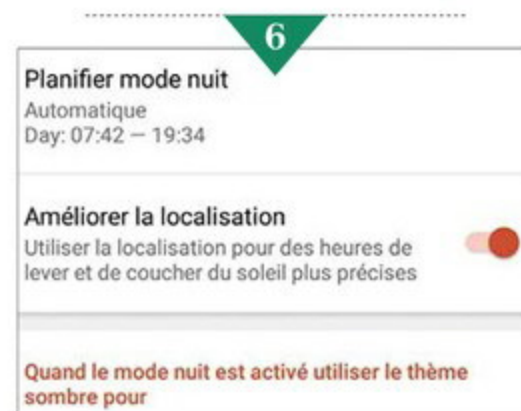 6
Planifier mode nuit
Automatique
Day: 07:42 — 19:34
Améliorer la localisation
Utiliser la localisation pour des heures de
lever et de coucher du soleil plus précises
Quand le mode nuit est activé utiliser le thème
sombre pour